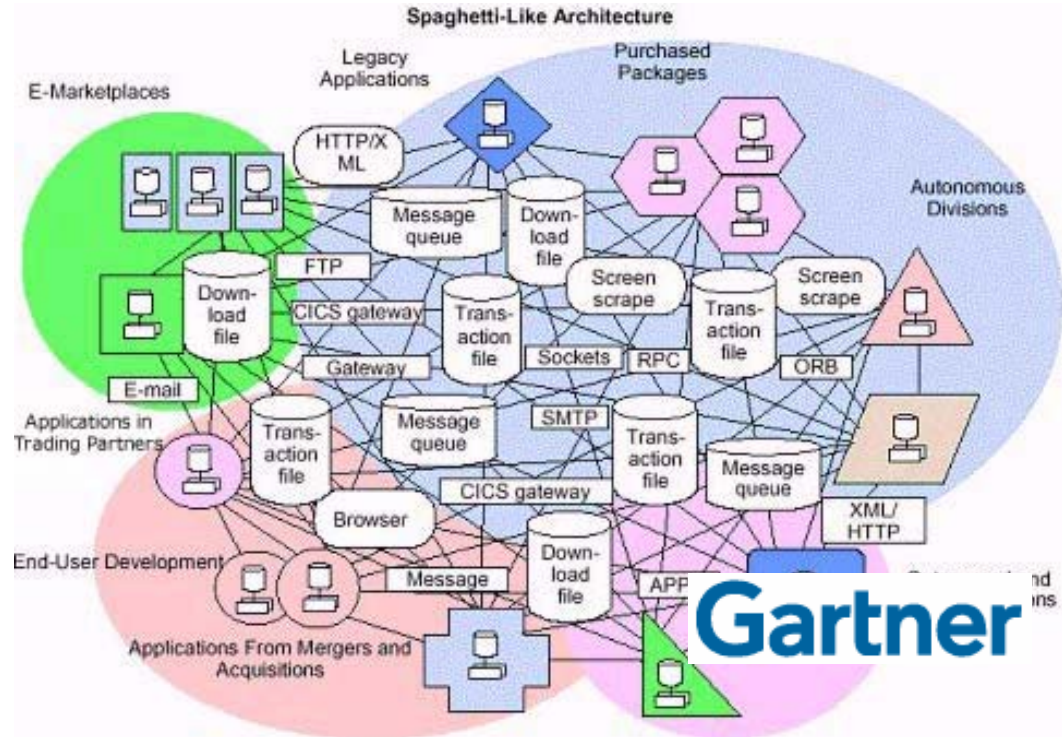 Spaghetti-Like Architecture
Legacy
Applications
Purchased
Packages
E-Marketplaces
HTTP/X
ML
Autonomous
Divisions
Message
queue
Down-
load
file
FTP
Screen
scrape
Screen
scrape
Down-
load
file
CICS gateway
Trans-
action
file
Trans-
action
file
Gateway
Sockets
RPC
ORB
E-mail
Applications in
Trading Partners
Trans-
action
file
Message
queue
SMTP
Trans-
action
file
Message
queue
CICS gateway
Browser
XML/
HTTP
End-User Development
Down-
load
file
Message
APP
Gartner
and
ons
Applications From Mergers and
Acquisitions